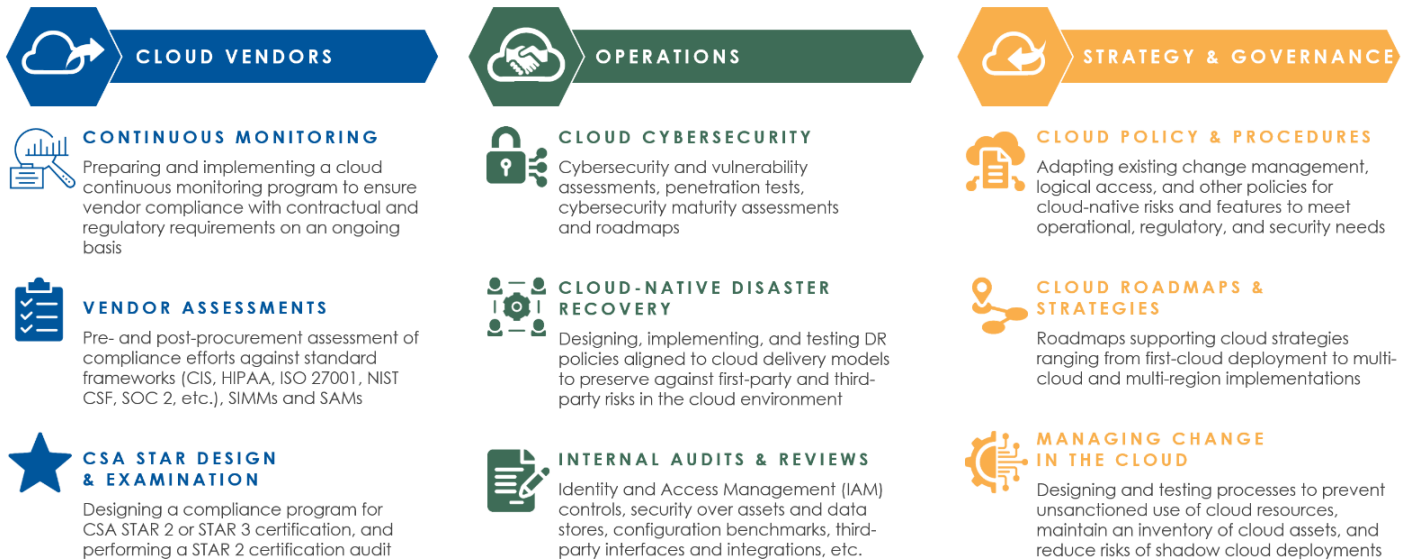 CLOUD VENDORS
CONTINUOUS MONITORING
Preparing and implementing a cloud
continuous monitoring program to ensure
vendor compliance with contractual and
regulatory requirements on an ongoing
basis
VENDOR ASSESSMENTS
Pre- and post-procurement assessment of
compliance efforts against standard
frameworks (CIS, HIPAA, ISO 27001, NIST
CSF, SOC 2, etc.), SIMMs and SAMs
CSA STAR DESIGN
& EXAMINATION
Designing a compliance program for
CSA STAR 2 or STAR 3 certification, and
performing a STAR 2 certification audit
OPERATIONS
CLOUD CYBERSECURITY
Cybersecurity and vulnerability
assessments, penetration tests,
cybersecurity maturity assessments
and roadmaps
CLOUD-NATIVE DISASTER
RECOVERY
Designing, implementing, and testing DR
policies aligned to cloud delivery models
to preserve against first-party and third-
party risks in the cloud environment
INTERNAL AUDITS & REVIEWS
Identity and Access Management (IAM)
controls, security over assets and data
stores, configuration benchmarks, third-
party interfaces and integrations, etc.
STRATEGY & GOVERNANCE
CLOUD POLICY & PROCEDURES
Adapting existing change management,
logical access, and other policies for
cloud-native risks and features to meet
operational, regulatory, and security needs
CLOUD ROADMAPS &
STRATEGIES
Roadmaps supporting cloud strategies
ranging from first-cloud deployment to multi-
cloud and multi-region implementations
MANAGING CHANGE
IN THE CLOUD
Designing and testing processes to prevent
unsanctioned use of cloud resources,
maintain an inventory of cloud assets, and
reduce risks of shadow cloud deployments